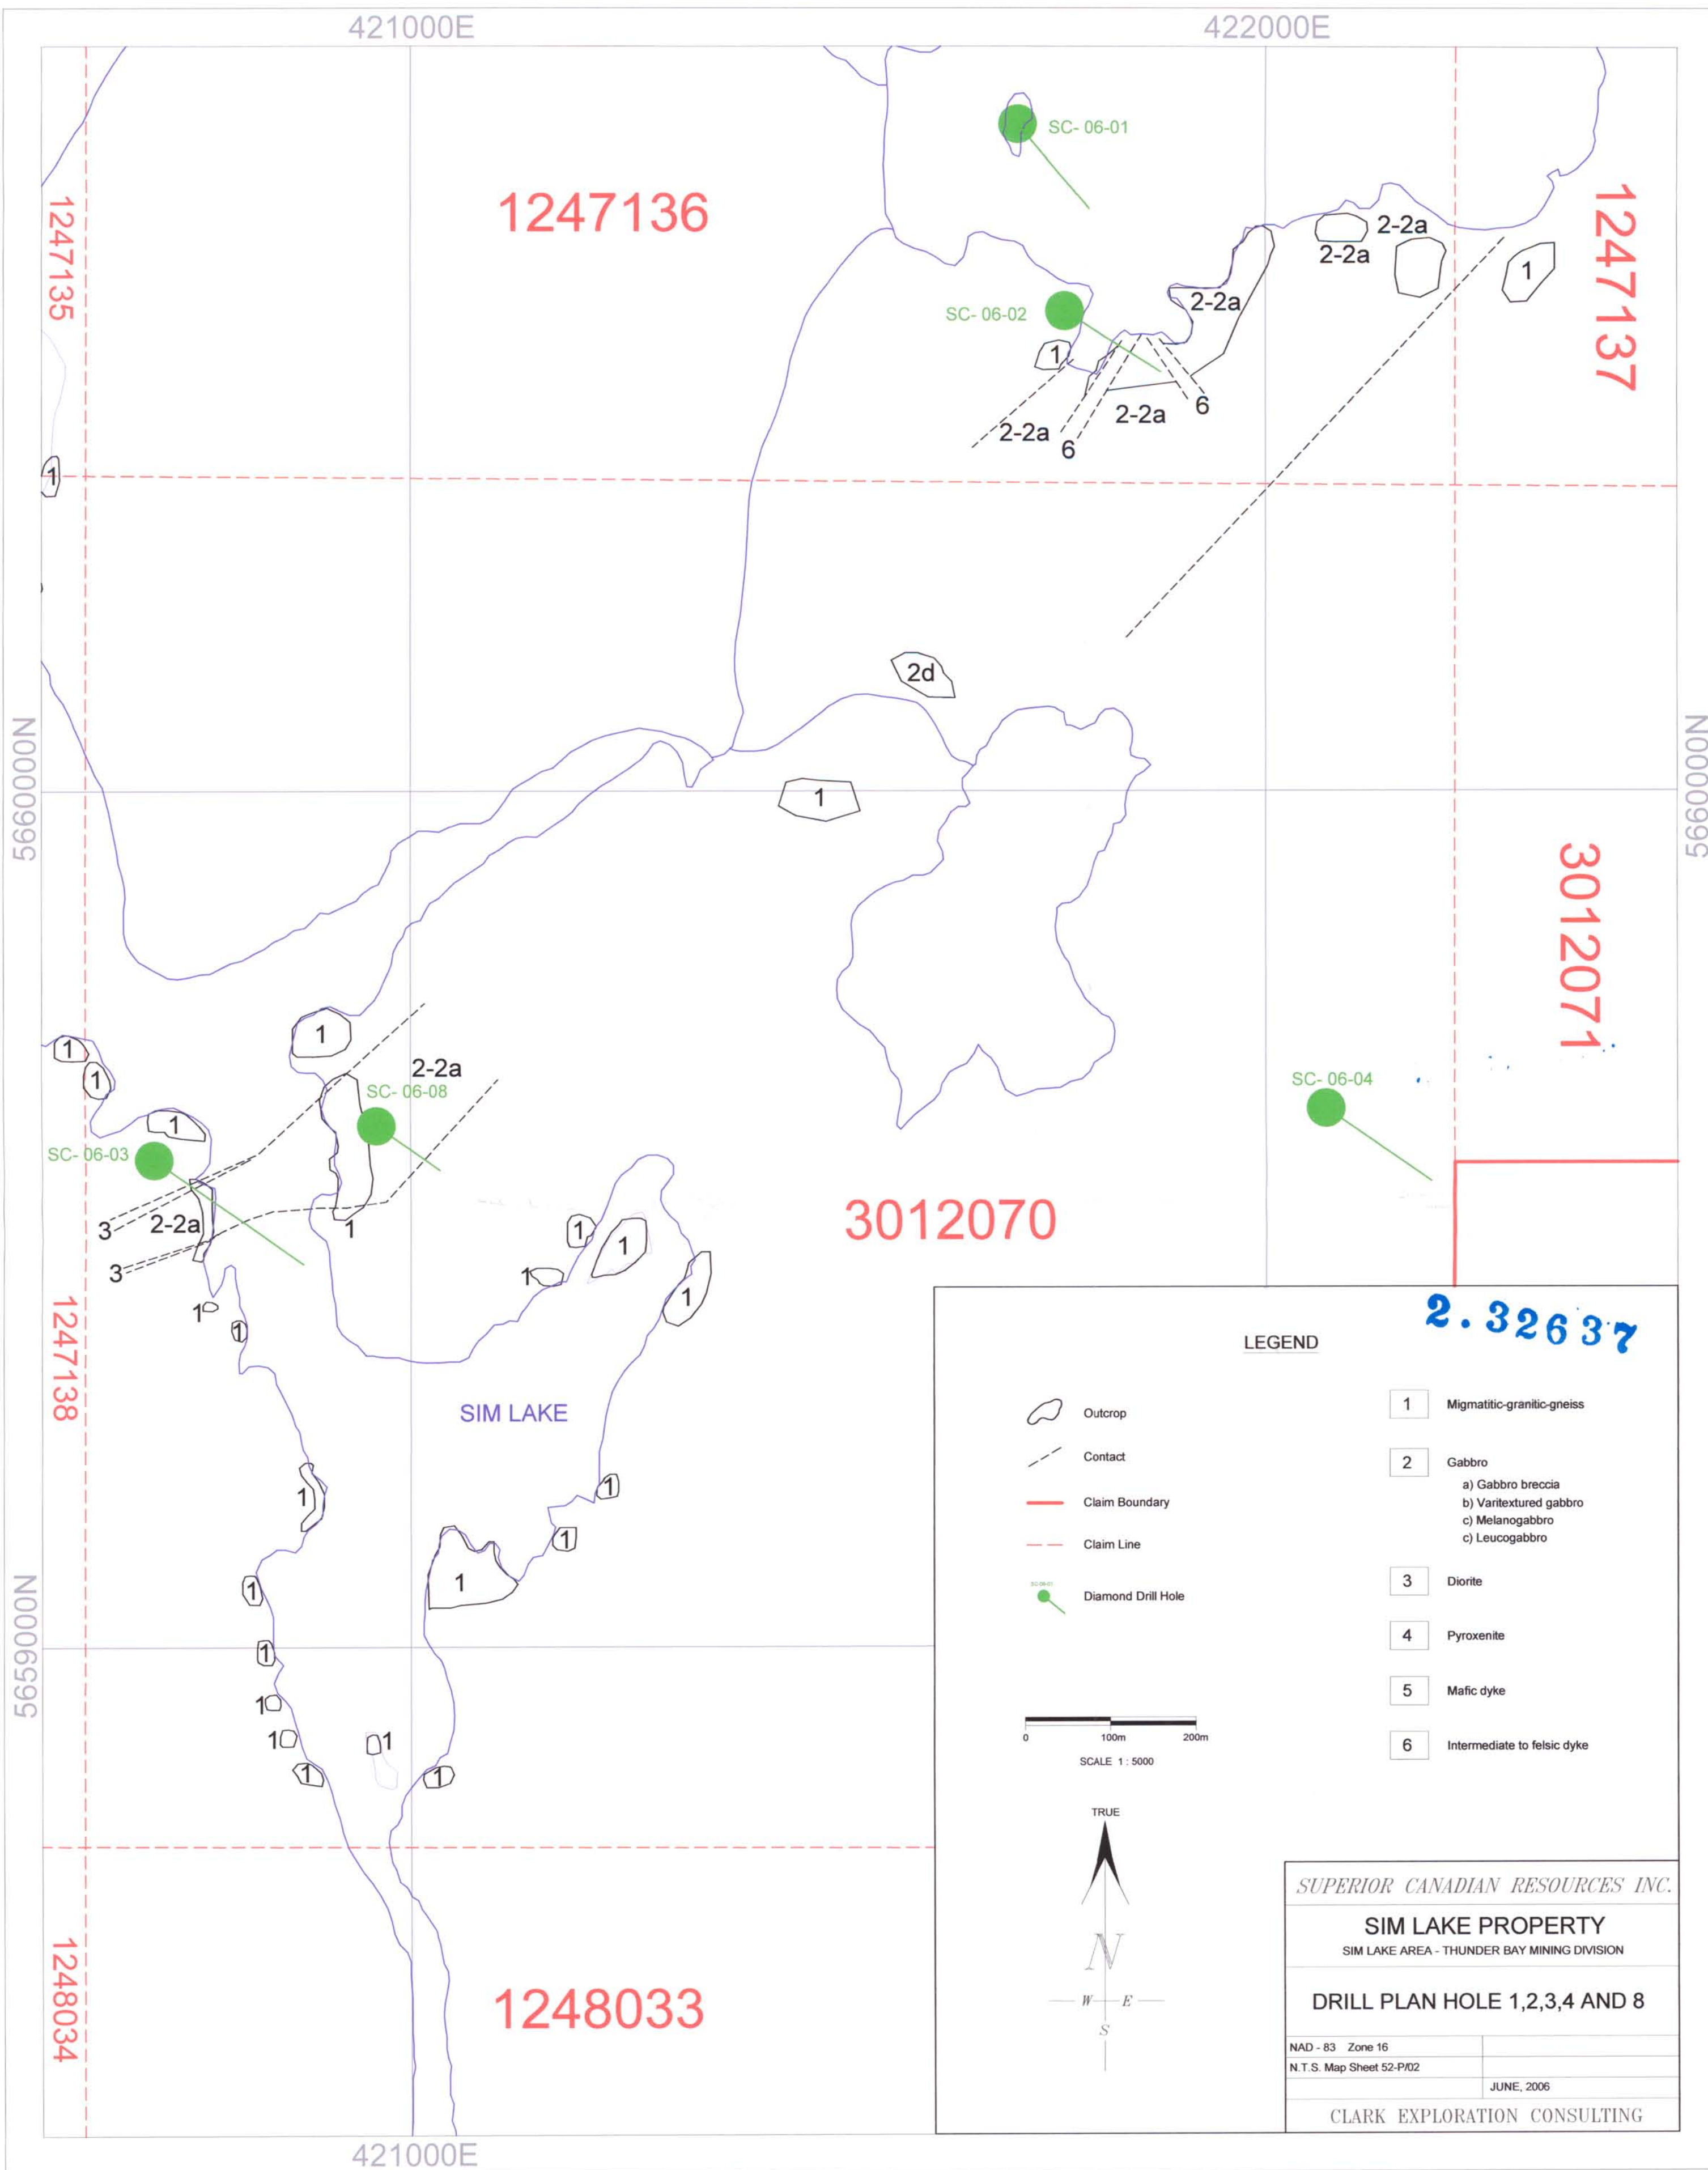 421000E
422000E
SC- 06-01
1247135
1247136
1247137
2-2a
2-2a
1
2-2a
SC- 06-02
1
6
2-2a
2-2a
6
1
2d
5660000N
5660000N
1
3012071
1
1
2-2a
1
SC- 06-08
SC- 06-04
1
SC- 06-03
3
2-2a
1
3012070
1
1
3
1
1
1
1
1247138
SIM LAKE
1
1
1
1
1
5659000N
1
1
1
1
1
1
1248034
1248033
421000E
2.32637
LEGEND
Outcrop
Contact
Claim Boundary
Claim Line
Diamond Drill Hole
1 Migmatitic-granitic-gneiss
2 Gabbro
a) Gabbro breccia
b) Varitextured gabbro
c) Melanogabbro
c) Leucogabbro
3 Diorite
4 Pyroxenite
5 Mafic dyke
6 Intermediate to felsic dyke
0 100m 200m
SCALE 1 : 5000
TRUE
N
W E
S
SUPERIOR CANADIAN RESOURCES INC.
SIM LAKE PROPERTY
SIM LAKE AREA - THUNDER BAY MINING DIVISION
DRILL PLAN HOLE 1,2,3,4 AND 8
NAD - 83 Zone 16
N.T.S. Map Sheet 52-P/02
JUNE, 2006
CLARK EXPLORATION CONSULTING